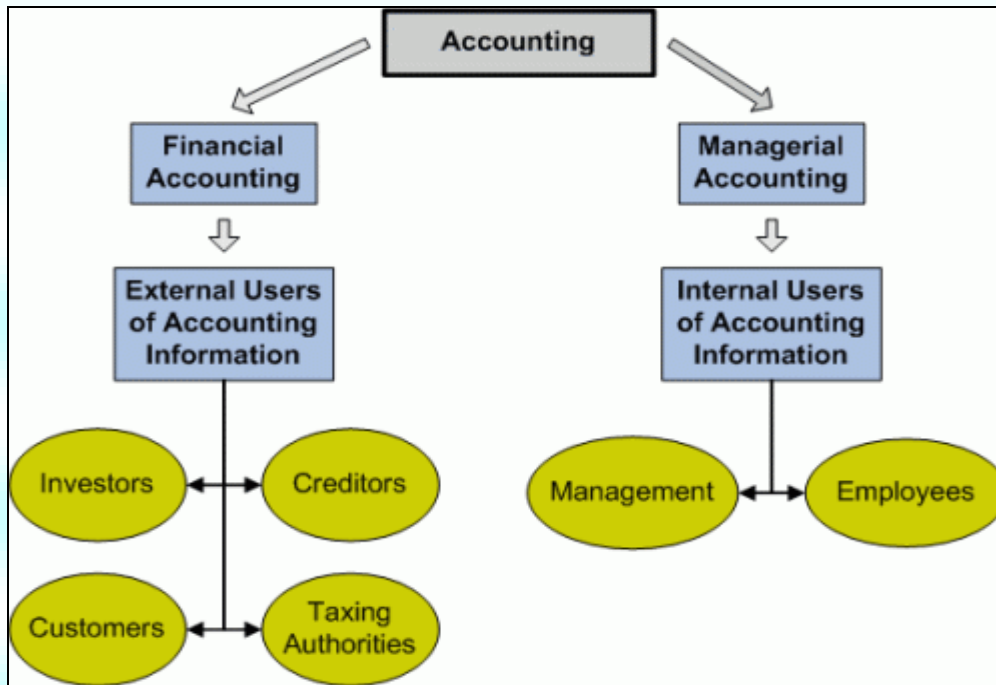 Accounting
Financial
Accounting
Managerial
Accounting
External Users
of Accounting
Information
Internal Users
of Accounting
Information
Investors
Creditors
Management
Employees
Customers
Taxing
Authorities